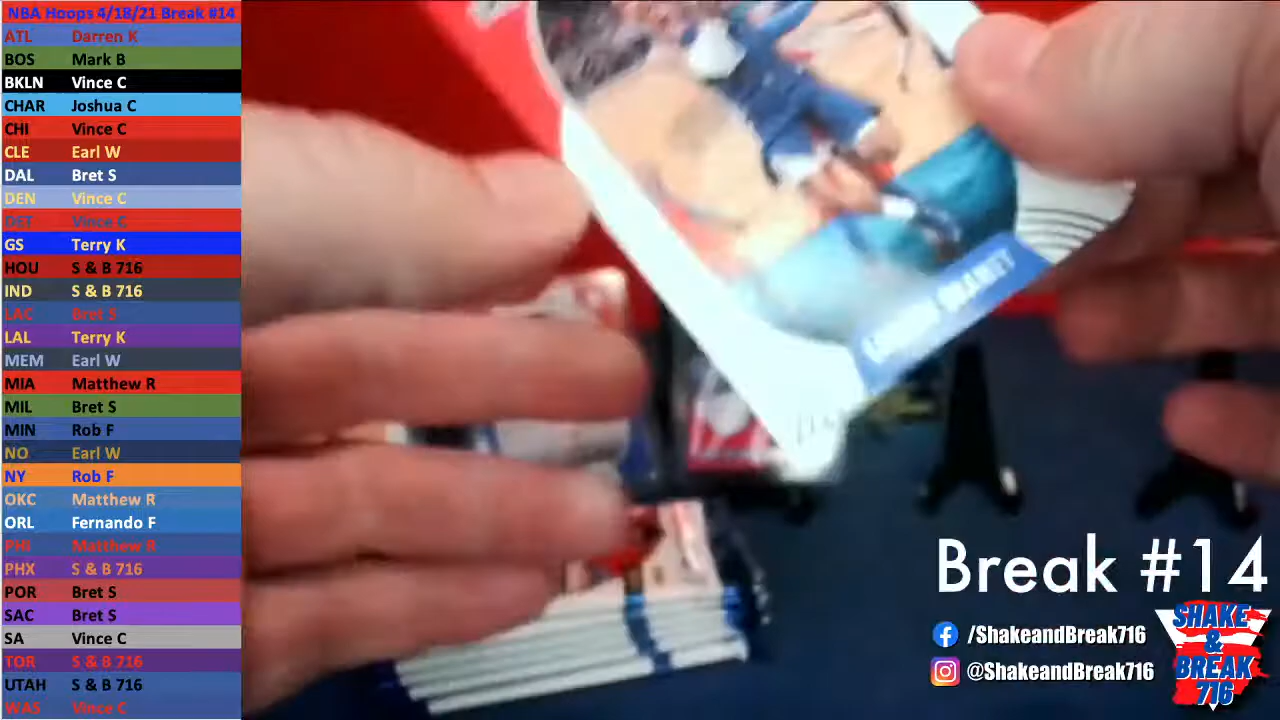 NBA Hoops 4/18/21 Break #14
ATL Darren K
BOS Mark B
BKLN Vince C
CHAR Joshua C
CHI Vince C
CLE Earl W
DAL Bret S
DEN Vince C
DET Vince C
GS Terry K
HOU S & B 716
IND S & B 716
LAC Bret S
LAL Terry K
MEM Earl W
MIA Matthew R
MIL Bret S
MIN Rob F
NO Earl W
NY Rob F
OKC Matthew R
ORL Fernando F
PHI Matthew R
PHX S & B 716
POR Bret S
SAC Bret S
SA Vince C
TOR S & B 716
UTAH S & B 716
WAS Vince C
Break #14
/ShakeandBreak716
@ShakeandBreak716
SHAKE
&
BREAK
716